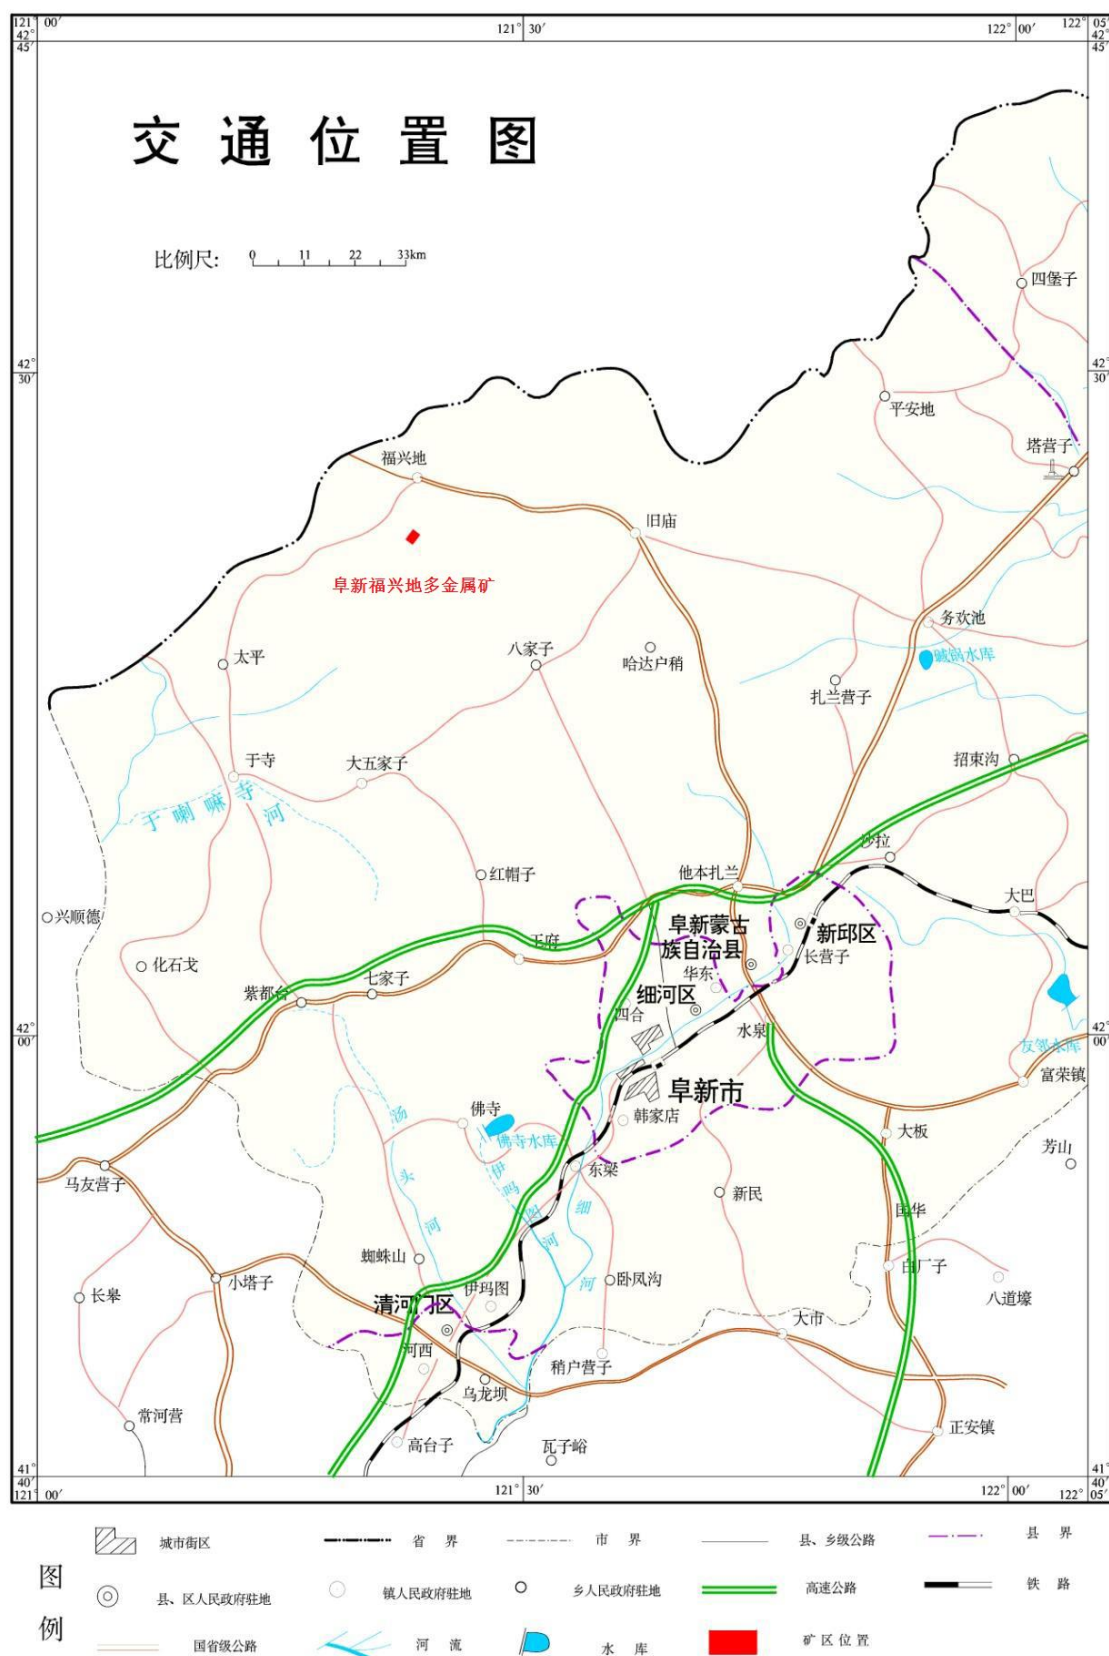 121° 00′
121° 30′
122° 00′
122° 05′
42° 45′
42° 45′
交通位置图
比例尺: 0 11 22 33km
四堡子
42° 30′
42° 30′
平安地
塔营子
福兴地
旧庙
阜新福兴地多金属矿
务欢池
太平
八家子
哈达户稍
碱锅水库
扎兰营子
于寺
大五家子
招束沟
于喇嘛寺河
沙拉
他本扎兰
红帽子
大巴
兴顺德
阜新蒙古
族自治县
新邱区
王府
长营子
化石戈
七家子
华东
紫都台
细河区
四合
水泉
42° 00′
42° 00′
友邻水库
富荣镇
阜新市
佛寺
汤头河
韩家店
大板
佛寺水库
芳山
东梁
马友营子
伊吗图河
新民
细河
国华
蜘蛛山
白厂子
小塔子
卧凤沟
伊玛图
长皋
八道壕
清河门区
大市
河西
稍户营子
乌龙坝
常河营
高台子
瓦子峪
正安镇
41° 40′
41° 40′
121° 00′
121° 30′
122° 00′
122° 05′
图例
城市街区
省界
市界
县、乡级公路
县界
县、区人民政府驻地
镇人民政府驻地
乡人民政府驻地
高速公路
铁路
国省级公路
河流
水库
矿区位置